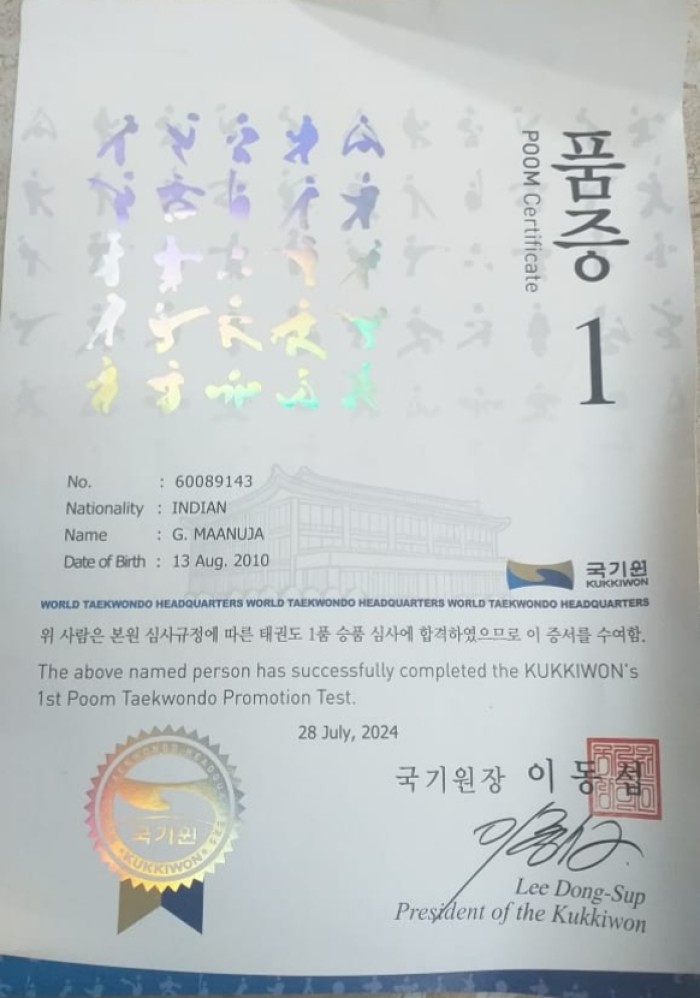 품증
POOM Certificate
1
No. : 60089143
Nationality : INDIAN
Name : G. MAANUJA
Date of Birth : 13 Aug. 2010
국기원
KUKKIWON
WORLD TAEKWONDO HEADQUARTERS WORLD TAEKWONDO HEADQUARTERS WORLD TAEKWONDO HEADQUARTERS
위 사람은 본원 심사규정에 따른 태권도 1품 승품 심사에 합격하였으므로 이 증서를 수여함.
The above named person has successfully completed the KUKKIWON's
1st Poom Taekwondo Promotion Test.
28 July, 2024
국기원장 이동섭
국기원
KUKKIWON
Lee Dong-Sup
President of the Kukkiwon